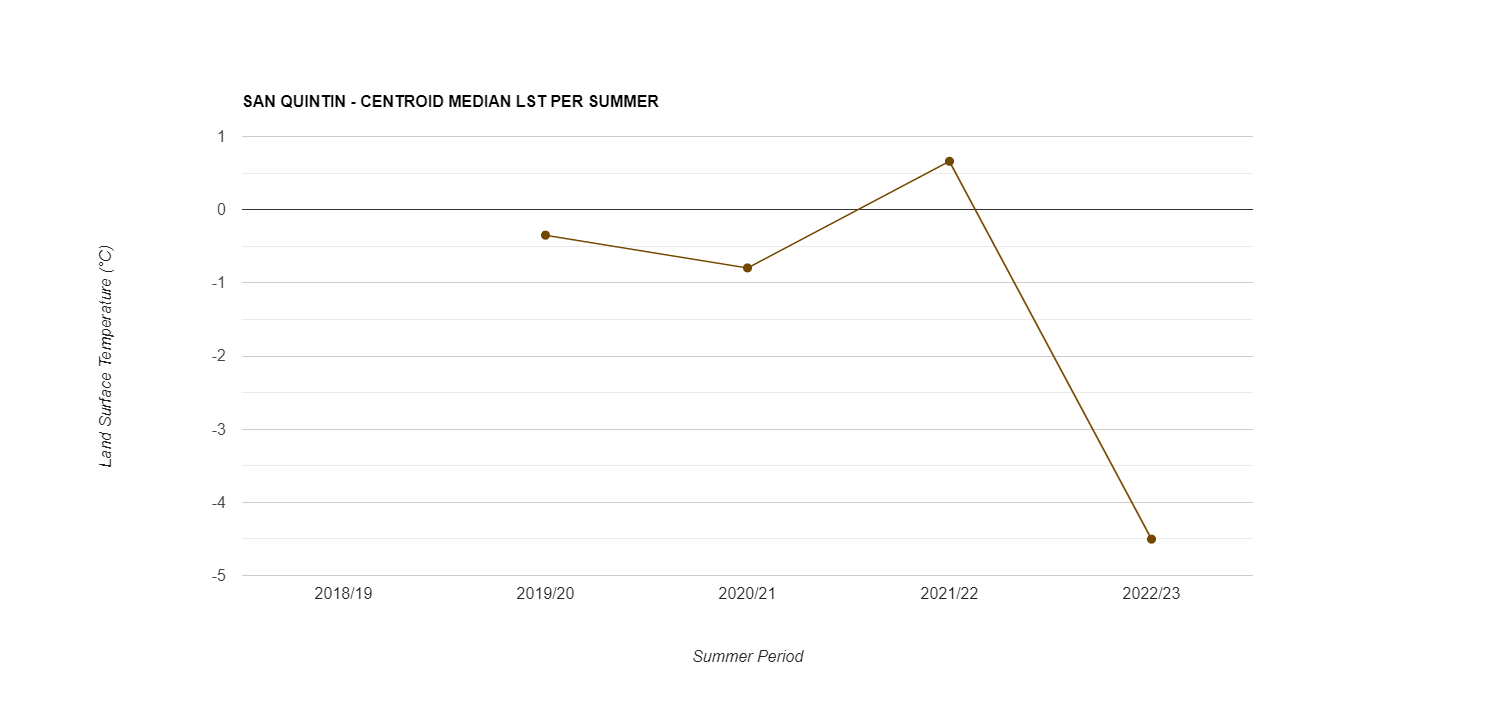 SAN QUINTIN - CENTROID MEDIAN LST PER SUMMER
1
0
-1
-2
-3
-4
-5
Land Surface Temperature (°C)
2018/19 2019/20 2020/21 2021/22 2022/23
Summer Period